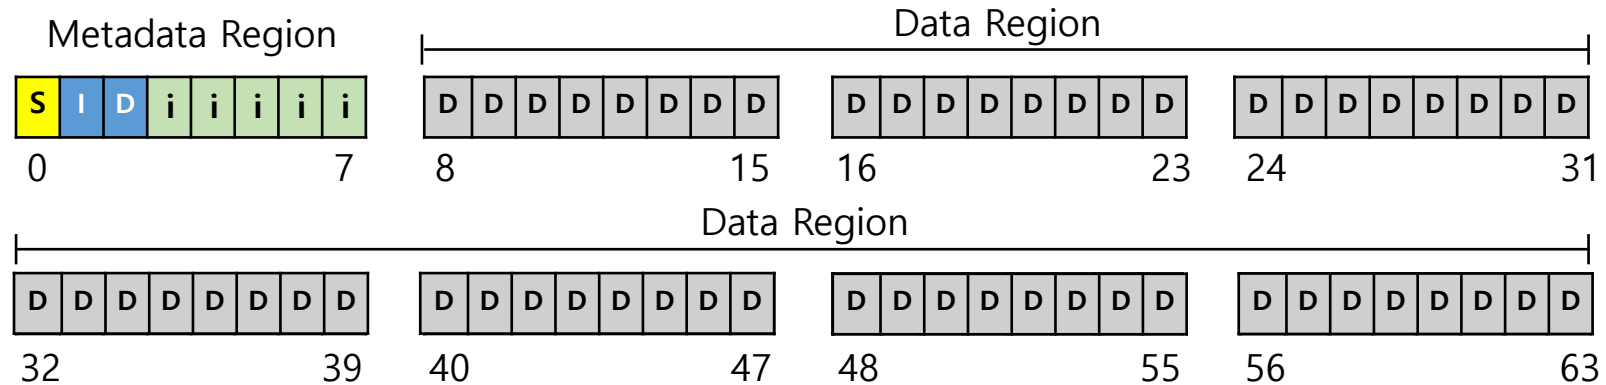 Metadata Region Data Region
S I D i i i i i D D D D D D D D D D D D D D D D D D D D D D D D
0 7 8 15 16 23 24 31
Data Region
D D D D D D D D D D D D D D D D D D D D D D D D D D D D D D D D
32 39 40 47 48 55 56 63